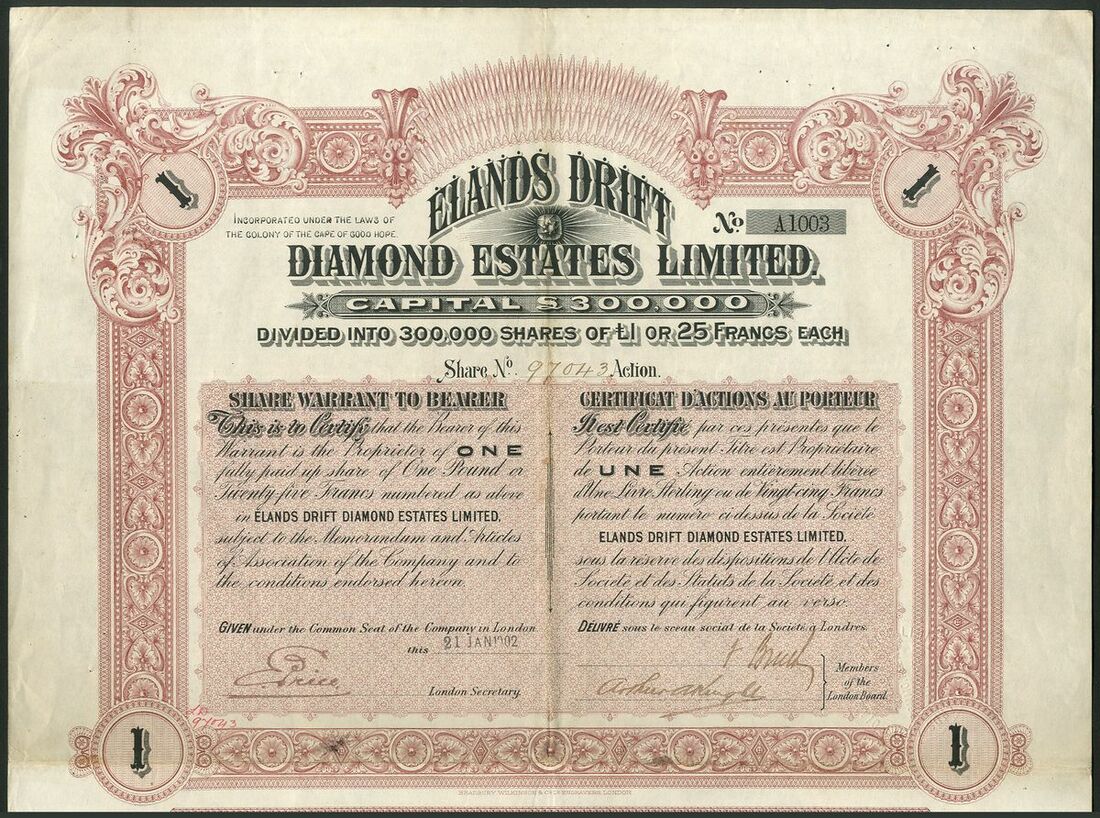 1
1
ELANDS DRIFT
INCORPORATED UNDER THE LAWS OF
THE COLONY OF THE CAPE OF GOOD HOPE.
No A1003
DIAMOND ESTATES LIMITED.
CAPITAL $300,000
DIVIDED INTO 300,000 SHARES OF £1 OR 25 FRANCS EACH
Share No. 97043 Action.
SHARE WARRANT TO BEARER
This is to Certify that the Bearer of this
Warrant is the Proprietor of ONE
fully paid up share of One Pound or
Twenty-five Francs numbered as above
in ELANDS DRIFT DIAMOND ESTATES LIMITED,
subject to the Memorandum and Articles
of Association of the Company and to
the conditions endorsed hereon.
GIVEN under the Common Seal of the Company in London
this 21 JAN 1902
London Secretary.
CERTIFICAT D'ACTIONS AU PORTEUR
Il est Certifié par ces présentes que le
Porteur du présent Titre est Propriétaire
de UNE Action entièrement libérée
d'Une Livre Sterling ou de Vingt-cinq Francs
portant le numéro ci dessus de la Société
ELANDS DRIFT DIAMOND ESTATES LIMITED,
sous la réserve des dispositions de l'Acte de
Société et des Statuts de la Société et des
conditions qui figurent au verso.
DELIVRÉ sous le sceau social de la Société à Londres.
Members
of the
London Board.
97043
1
1
BRADBURY WILKINSON & Co LD ENGRAVERS LONDON